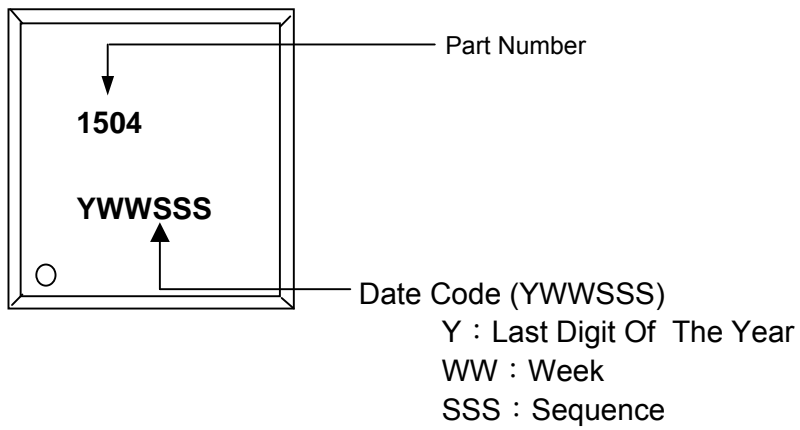 Part Number
1504
YWWSSS
Date Code (YWWSSS)
Y：Last Digit Of The Year
WW：Week
SSS：Sequence